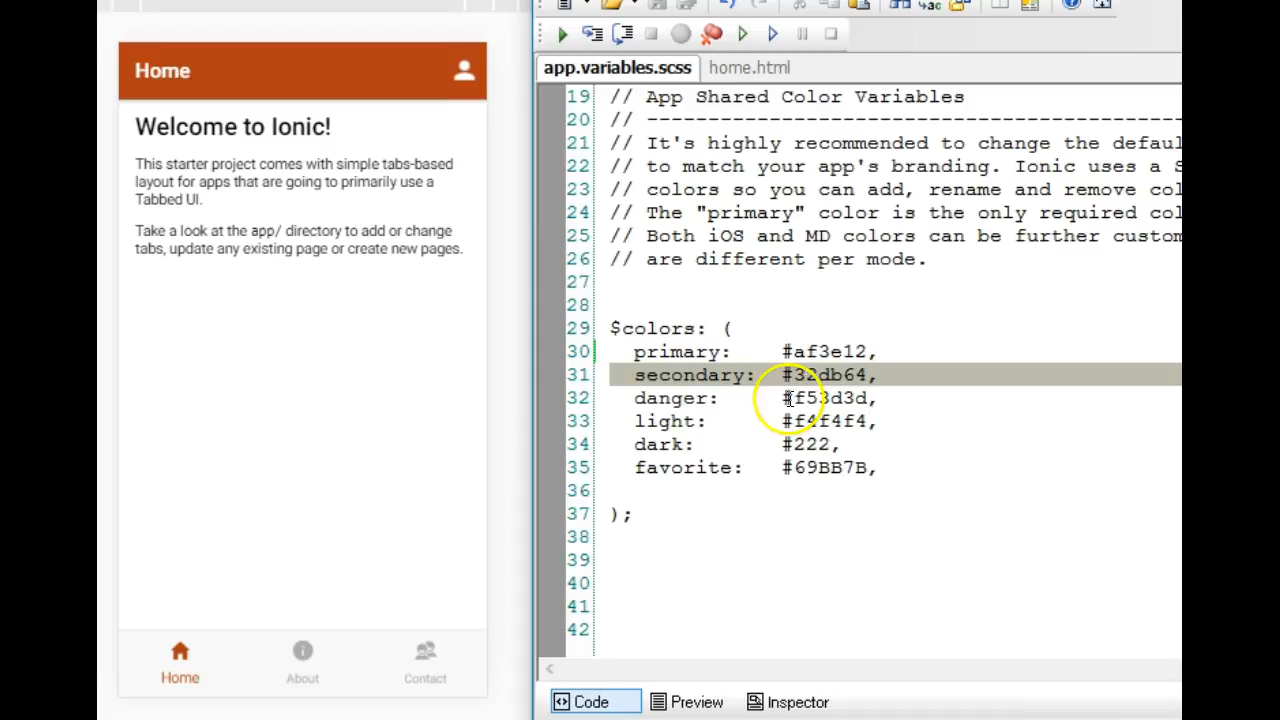 Home
Welcome to Ionic!
This starter project comes with simple tabs-based
layout for apps that are going to primarily use a
Tabbed UI.
Take a look at the app/ directory to add or change
tabs, update any existing page or create new pages.
Home
About
Contact
app.variables.scss
home.html
19 // App Shared Color Variables
20 // --------------------------------------------
21 // It's highly recommended to change the defaul
22 // to match your app's branding. Ionic uses a S
23 // colors so you can add, rename and remove col
24 // The "primary" color is the only required col
25 // Both iOS and MD colors can be further custom
26 // are different per mode.
27
28
29 $colors: (
30 primary: #af3e12,
31 secondary: #32db64,
32 danger: #f53d3d,
33 light: #f4f4f4,
34 dark: #222,
35 favorite: #69BB7B,
36
37 );
38
39
40
41
42
Code
Preview
Inspector